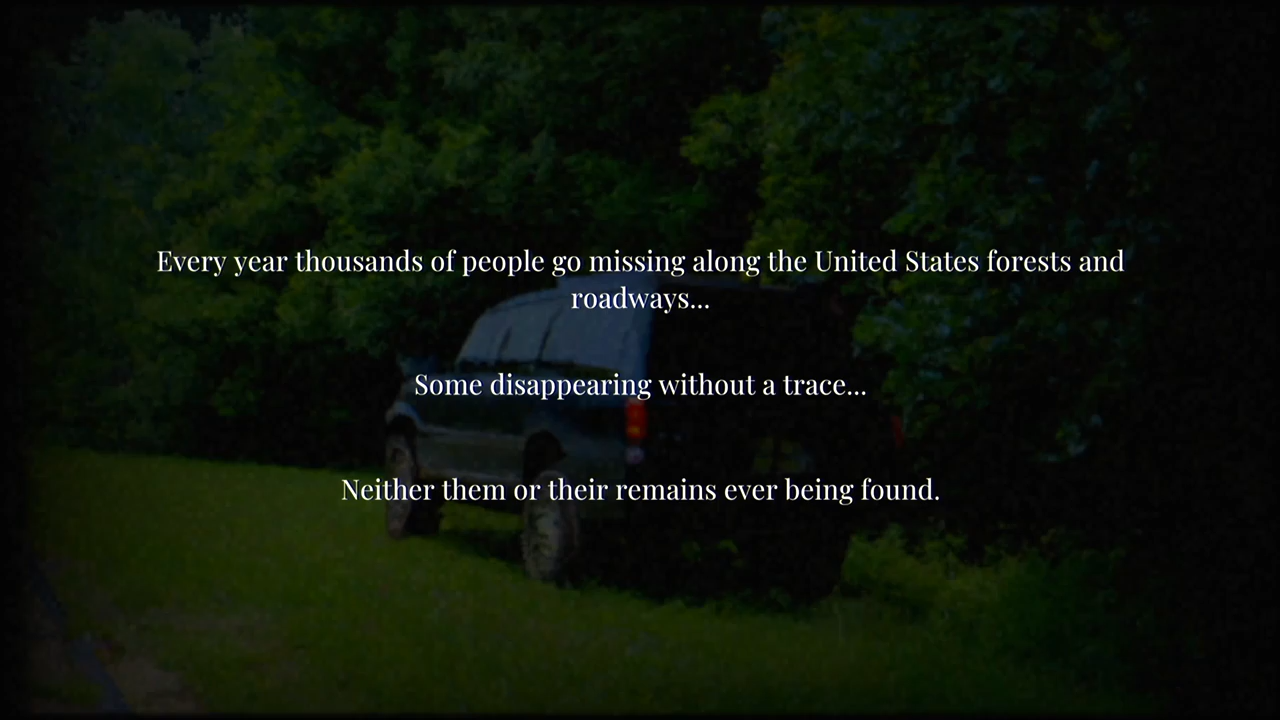 Every year thousands of people go missing along the United States forests and
roadways...
Some disappearing without a trace...
Neither them or their remains ever being found.